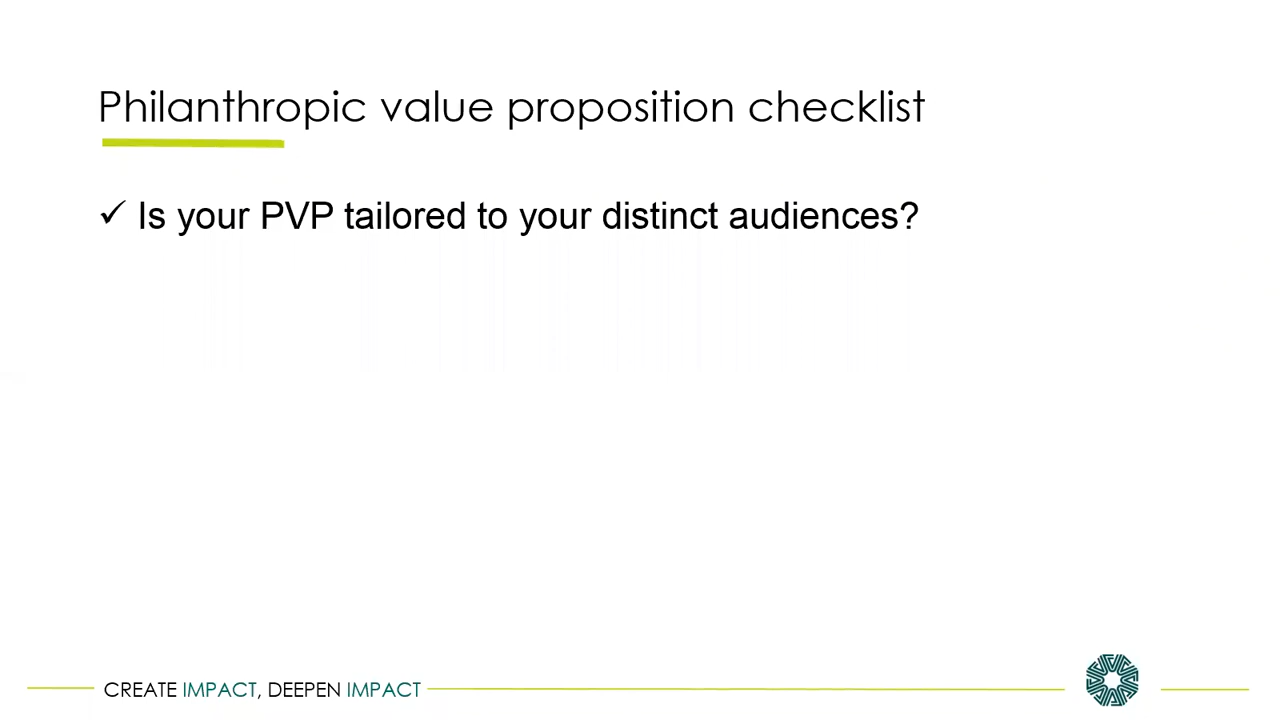 Philanthropic value proposition checklist
✓ Is your PVP tailored to your distinct audiences?
CREATE IMPACT, DEEPEN IMPACT